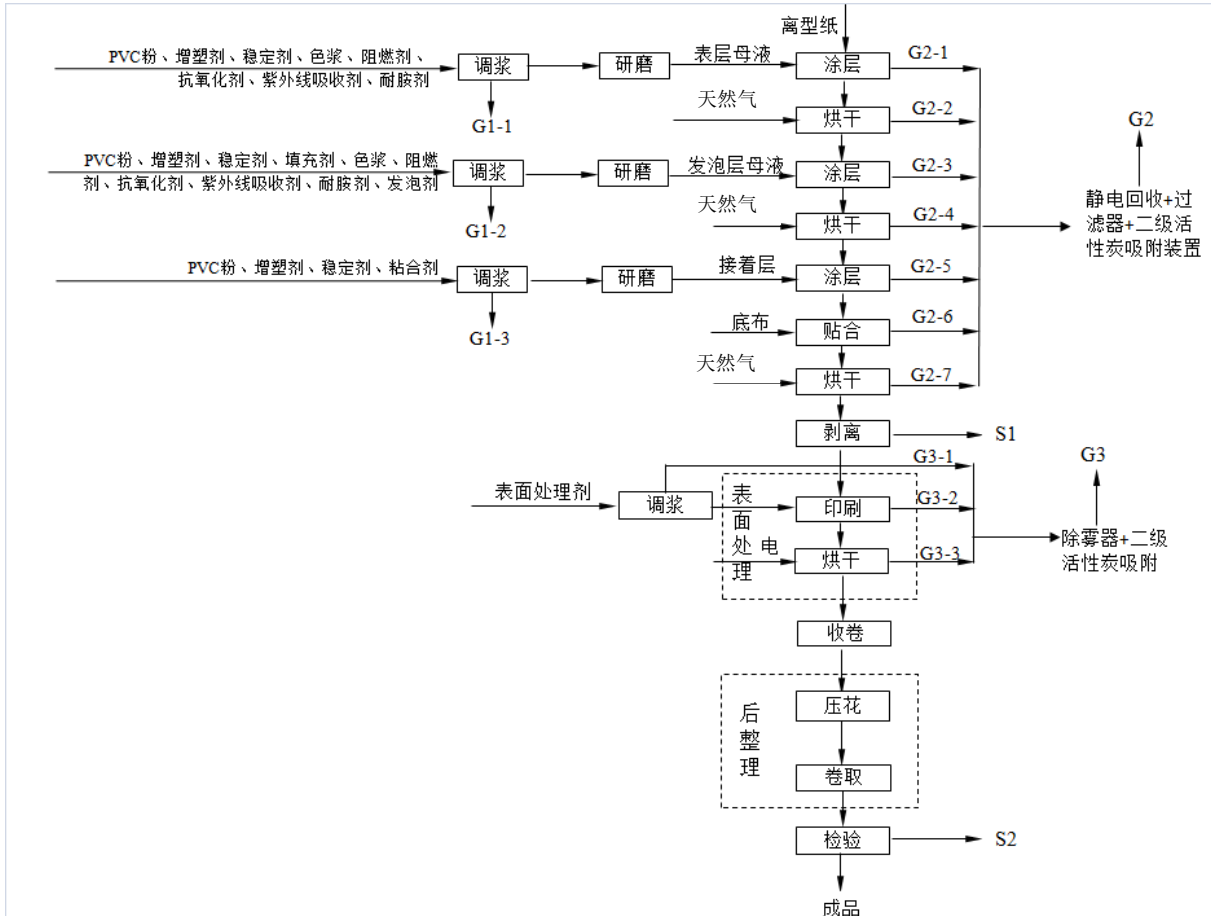 离型纸
PVC粉、增塑剂、稳定剂、色浆、阻燃剂、
抗氧化剂、紫外线吸收剂、耐胺剂
调浆
研磨
表层母液
涂层
G2-1
G1-1
天然气
烘干
G2-2
G2
PVC粉、增塑剂、稳定剂、填充剂、色浆、阻燃
剂、抗氧化剂、紫外线吸收剂、耐胺剂、发泡剂
调浆
研磨
发泡层母液
涂层
G2-3
G1-2
天然气
烘干
G2-4
静电回收+过
滤器+二级活
性炭吸附装置
PVC粉、增塑剂、稳定剂、粘合剂
调浆
研磨
接着层
涂层
G2-5
G1-3
底布
贴合
G2-6
天然气
烘干
G2-7
剥离
S1
G3-1
G3
表面处理剂
调浆
表
面
处
理
印刷
G3-2
电
烘干
G3-3
除雾器+二级
活性炭吸附
收卷
后
整
理
压花
卷取
检验
S2
成品